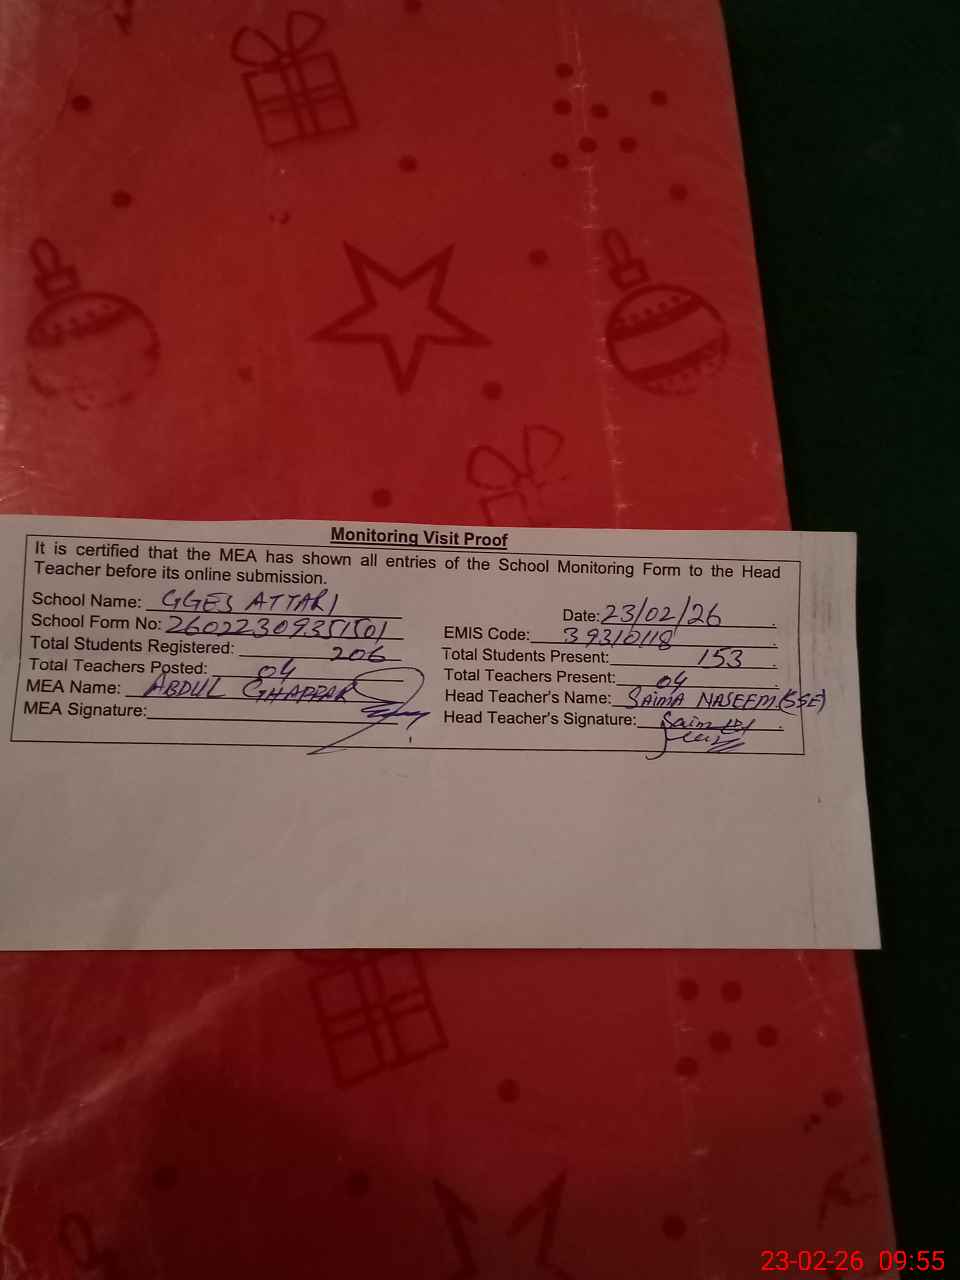 Monitoring Visit Proof
It is certified that the MEA has shown all entries of the School Monitoring Form to the Head
Teacher before its online submission.
School Name: GGES ATTARI
Date: 23/02/26
School Form No: 26022309351501
EMIS Code: 39310118
Total Students Registered: 206
Total Students Present: 153
Total Teachers Posted: 04
Total Teachers Present: 04
MEA Name: ABDUL GHAFFAR
Head Teacher's Name: SAIMA NASEEM (SSE)
MEA Signature:
Head Teacher's Signature:
23-02-26 09:55